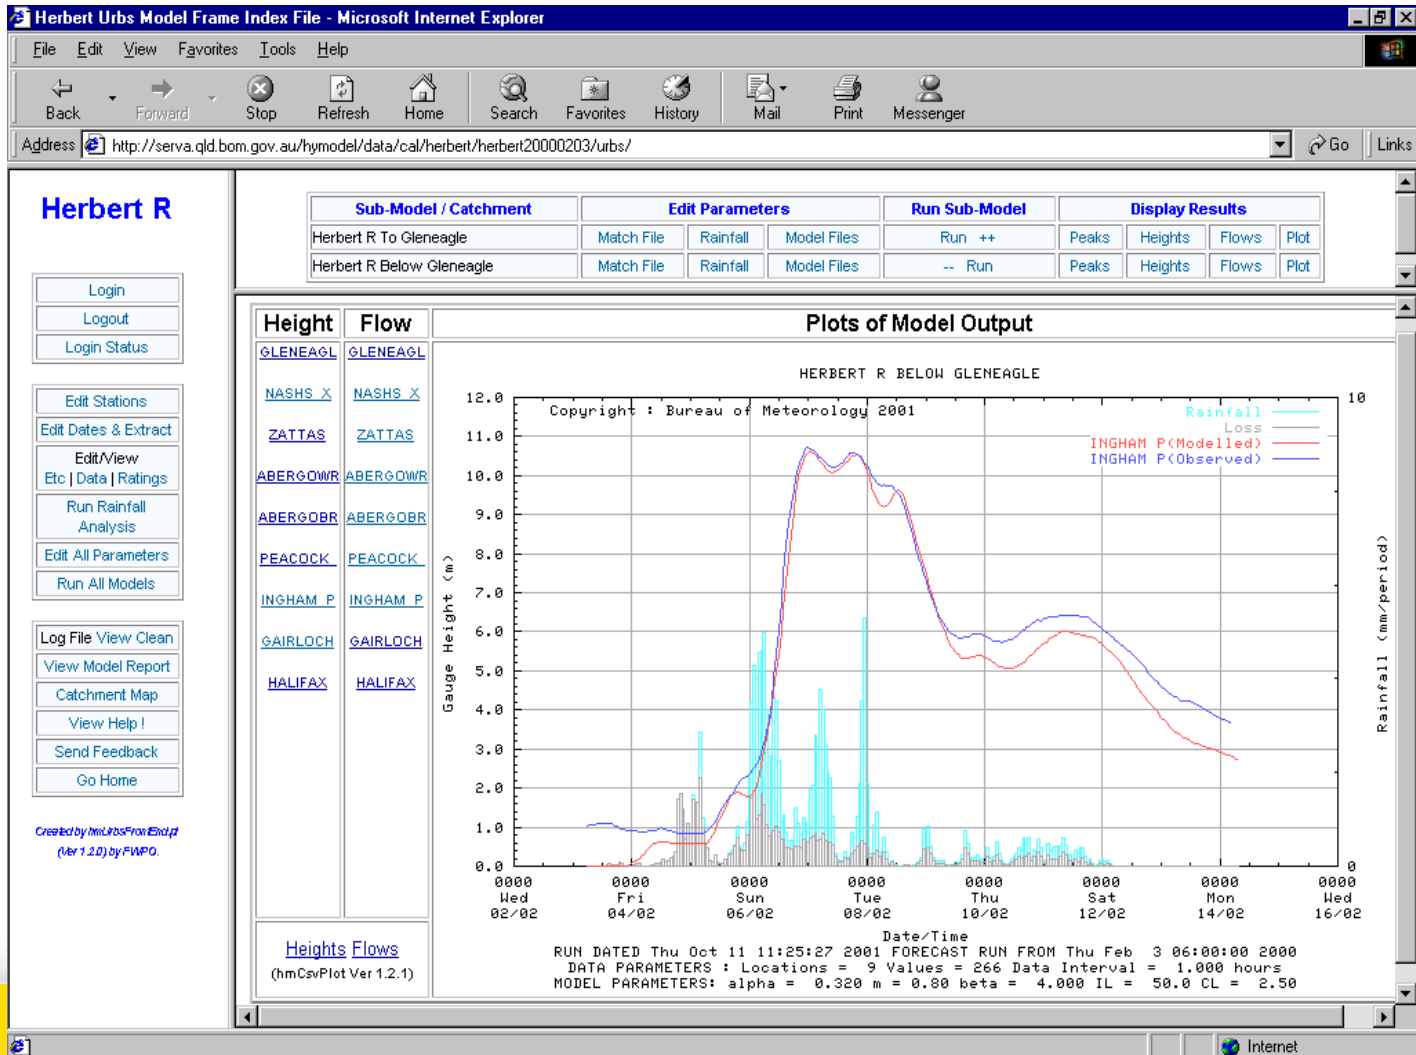 Herbert Urbs Model Frame Index File - Microsoft Internet Explorer
File Edit View Favorites Tools Help
Back Forward Stop Refresh Home Search Favorites History Mail Print Messenger
Address http://serva.qld.bom.gov.au/hymodel/data/cal/herbert/herbert20000203/urbs/ Go Links
Herbert R
Login
Logout
Login Status
Edit Stations
Edit Dates & Extract
Edit/View
Etc | Data | Ratings
Run Rainfall
Analysis
Edit All Parameters
Run All Models
Log File View Clean
View Model Report
Catchment Map
View Help !
Send Feedback
Go Home
Created by hmUrbsFrontEnd.pl
(Ver 1.2.0) by FWPO.
Sub-Model / Catchment Edit Parameters Run Sub-Model Display Results
Herbert R To Gleneagle Match File Rainfall Model Files Run ++ Peaks Heights Flows Plot
Herbert R Below Gleneagle Match File Rainfall Model Files -- Run Peaks Heights Flows Plot
Height Flow Plots of Model Output
GLENEAGL GLENEAGL
NASHS X NASHS X
ZATTAS ZATTAS
ABERGOWR ABERGOWR
ABERGOBR ABERGOBR
PEACOCK PEACOCK
INGHAM P INGHAM P
GAIRLOCH GAIRLOCH
HALIFAX HALIFAX
Heights Flows
(hmCsvPlot Ver 1.2.1)
HERBERT R BELOW GLENEAGLE
Copyright : Bureau of Meteorology 2001
Rainfall
Loss
INGHAM P(Modelled)
INGHAM P(Observed)
12.0
11.0
10.0
9.0
8.0
7.0
6.0
5.0
4.0
3.0
2.0
1.0
0.0
Gauge Height (m)
10
0
Rainfall (mm/period)
0000 0000 0000 0000 0000 0000 0000 0000
Wed Fri Sun Tue Thu Sat Mon Wed
02/02 04/02 06/02 08/02 10/02 12/02 14/02 16/02
Date/Time
RUN DATED Thu Oct 11 11:25:27 2001 FORECAST RUN FROM Thu Feb 3 06:00:00 2000
DATA PARAMETERS : Locations = 9 Values = 266 Data Interval = 1.000 hours
MODEL PARAMETERS: alpha = 0.320 m = 0.80 beta = 4.000 IL = 50.0 CL = 2.50
Internet